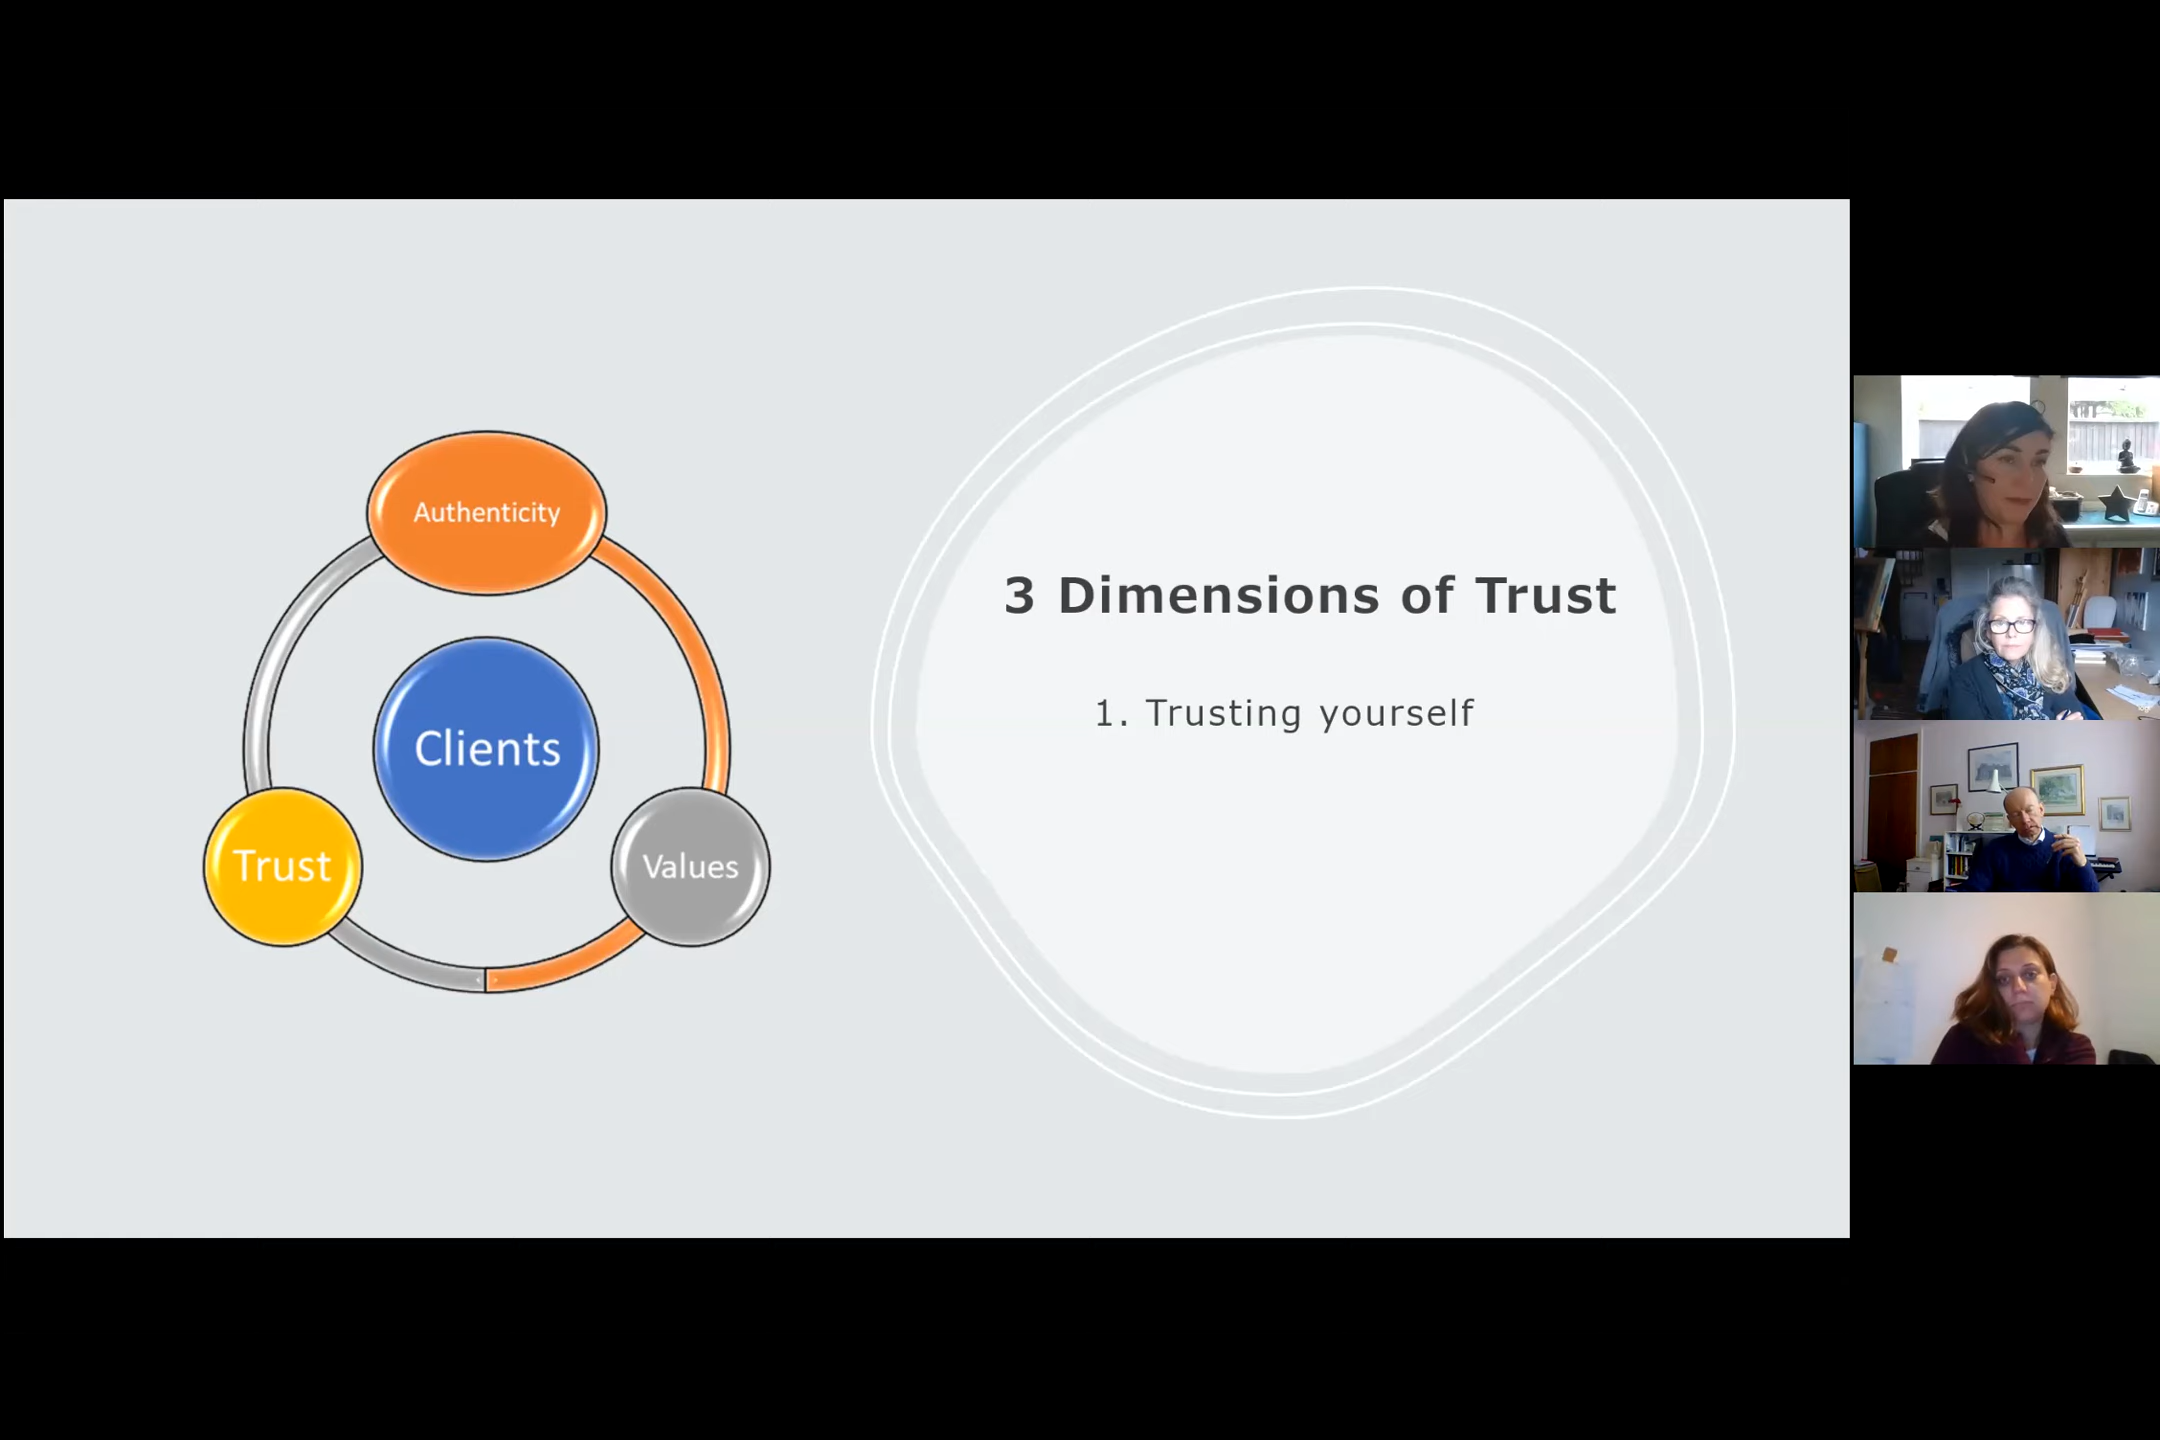 Authenticity
Clients
Trust
Values
3 Dimensions of Trust
1. Trusting yourself